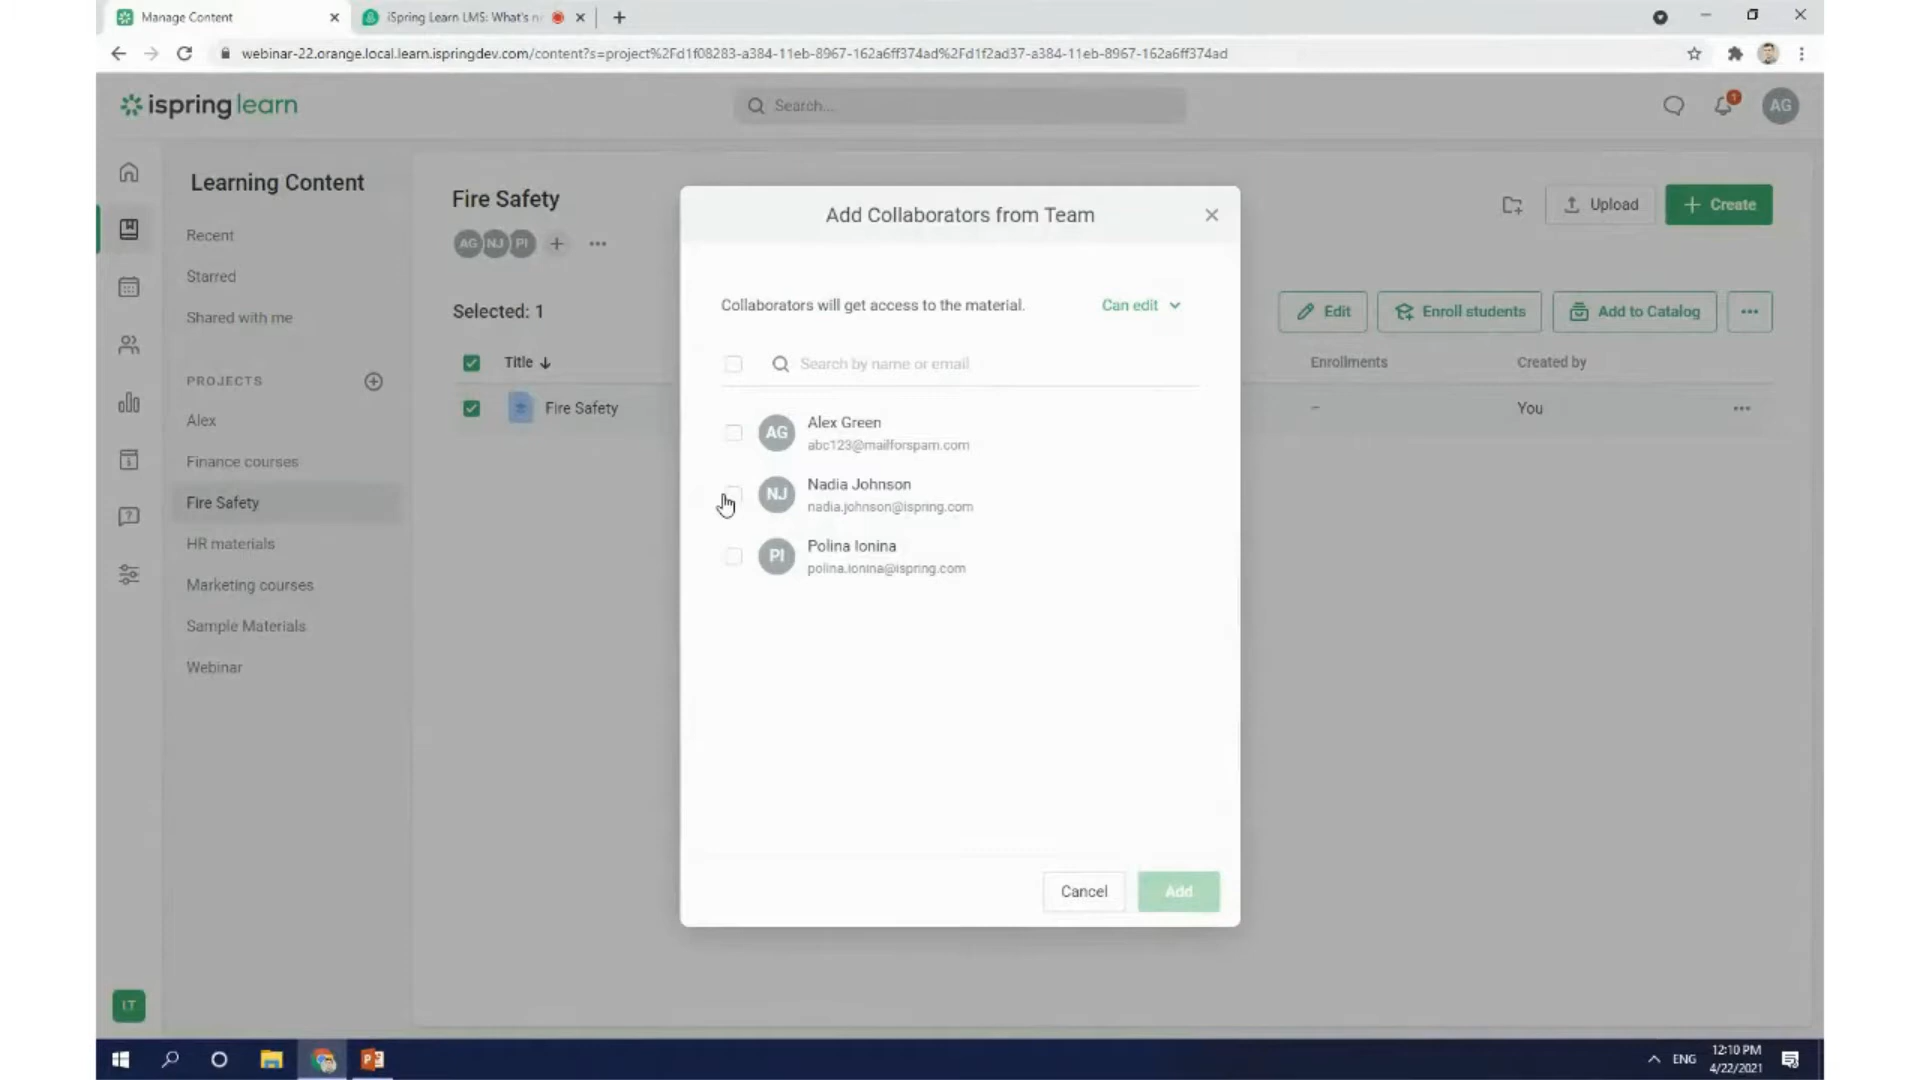 Manage Content
iSpring Learn LMS: What's n
webinar-22.orange.local.learn.ispringdev.com/content?s=project%2Fd1f08283-a384-11eb-8967-162a6ff374ad%2Fd1f2ad37-a384-11eb-8967-162a6ff374ad
ispring learn
Search...
1
AG
Learning Content
Recent
Starred
Shared with me
PROJECTS
Alex
Finance courses
Fire Safety
HR materials
Marketing courses
Sample Materials
Webinar
LT
Fire Safety
AG NJ PI
Upload
Create
Selected: 1
Edit
Enroll students
Add to Catalog
Title
Enrollments
Created by
Fire Safety
–
You
Add Collaborators from Team
Collaborators will get access to the material.
Can edit
Search by name or email
AG
Alex Green
abc123@mailforspam.com
NJ
Nadia Johnson
nadia.johnson@ispring.com
PI
Polina Ionina
polina.ionina@ispring.com
Cancel
Add
ENG
12:10 PM
4/22/2021